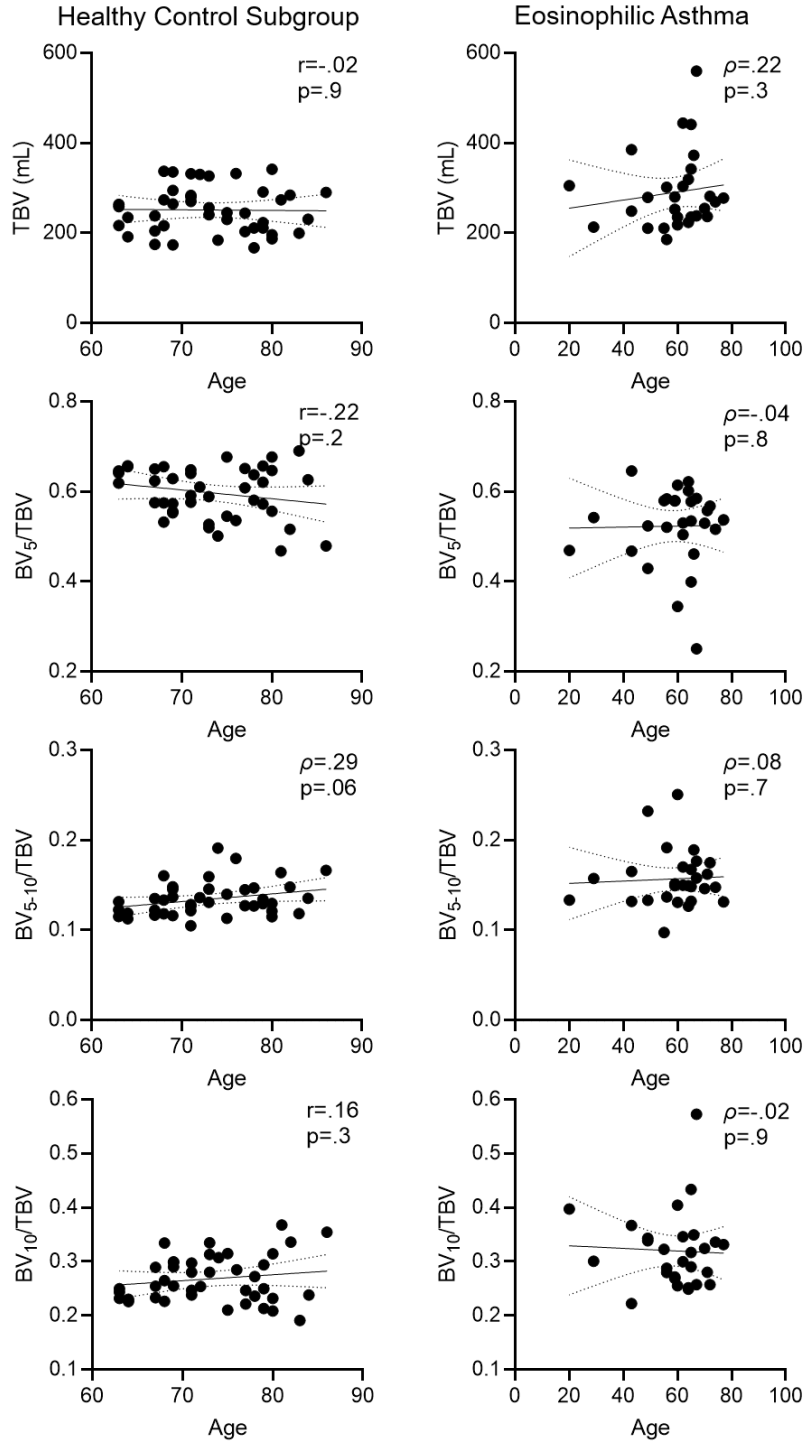 Healthy Control Subgroup
Eosinophilic Asthma
r=-.02
p=.9
TBV (mL)
600
400
200
0
60 70 80 90
Age
ρ=.22
p=.3
TBV (mL)
600
400
200
0
0 20 40 60 80 100
Age
r=-.22
p=.2
BV5/TBV
0.8
0.6
0.4
0.2
60 70 80 90
Age
ρ=-.04
p=.8
BV5/TBV
0.8
0.6
0.4
0.2
0 20 40 60 80 100
Age
ρ=.29
p=.06
BV5-10/TBV
0.3
0.2
0.1
0.0
60 70 80 90
Age
ρ=.08
p=.7
BV5-10/TBV
0.3
0.2
0.1
0.0
0 20 40 60 80 100
Age
r=.16
p=.3
BV10/TBV
0.6
0.5
0.4
0.3
0.2
0.1
60 70 80 90
Age
ρ=-.02
p=.9
BV10/TBV
0.6
0.5
0.4
0.3
0.2
0.1
0 20 40 60 80 100
Age